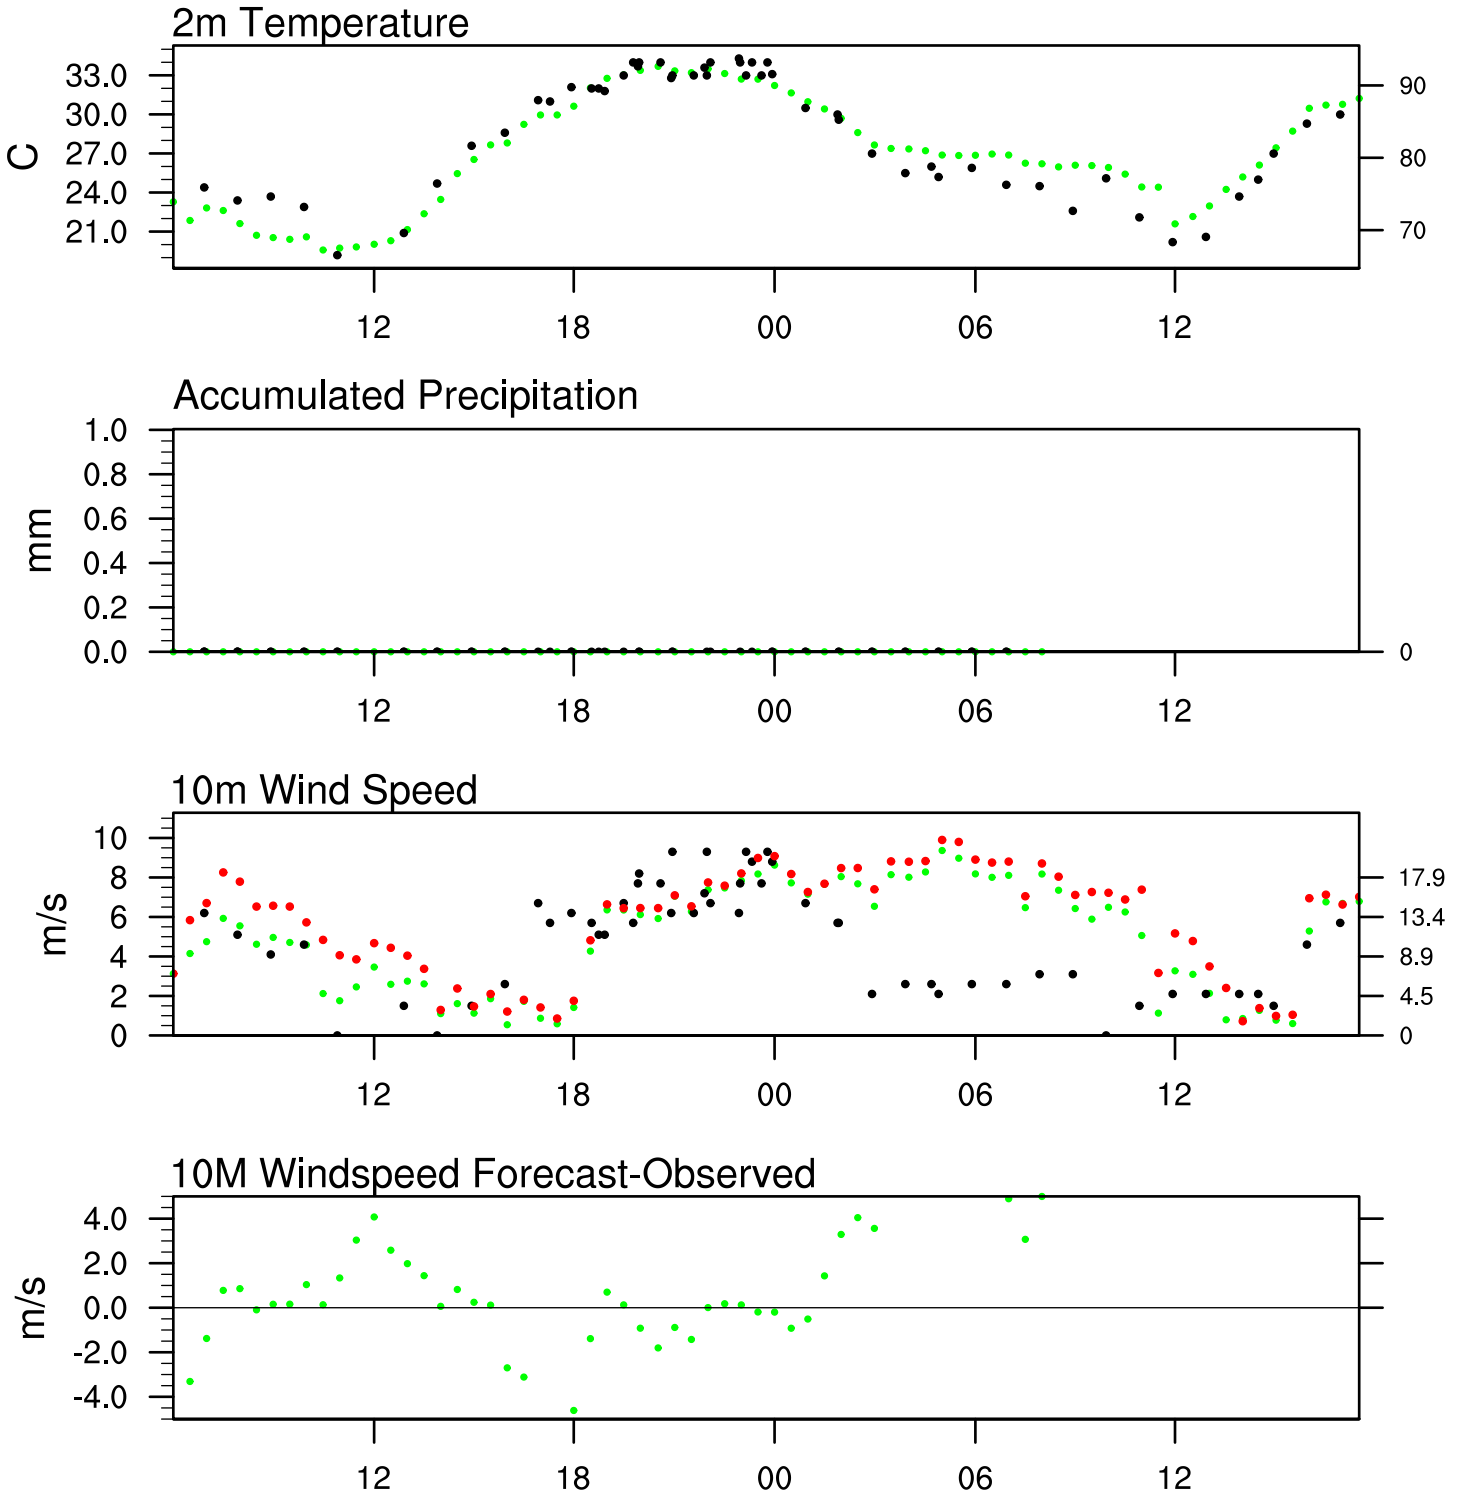 2m Temperature
33.0
30.0
27.0
24.0
21.0
C
90
80
70
12 18 00 06 12
Accumulated Precipitation
1.0
0.8
0.6
0.4
0.2
0.0
mm
0
12 18 00 06 12
10m Wind Speed
10
8
6
4
2
0
m/s
17.9
13.4
8.9
4.5
0
12 18 00 06 12
10M Windspeed Forecast-Observed
4.0
2.0
0.0
-2.0
-4.0
m/s
12 18 00 06 12